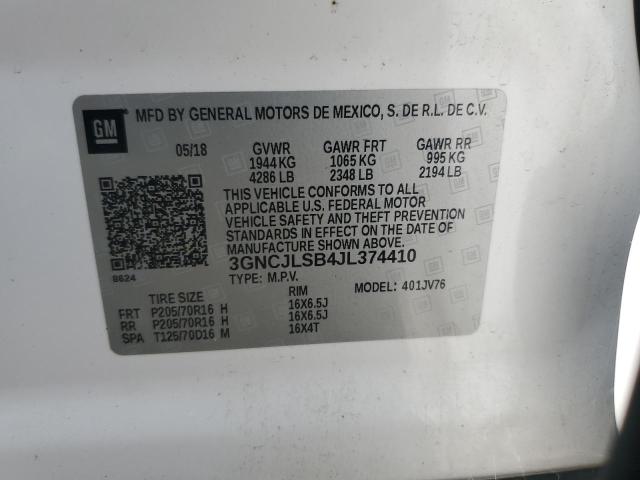 GM
MFD BY GENERAL MOTORS DE MEXICO, S. DE R.L. DE C.V.
05/18 GVWR GAWR FRT GAWR RR
1944 KG 1065 KG 995 KG
4286 LB 2348 LB 2194 LB
THIS VEHICLE CONFORMS TO ALL
APPLICABLE U.S. FEDERAL MOTOR
VEHICLE SAFETY AND THEFT PREVENTION
STANDARDS IN EFFECT ON THE DATE OF
MANUFACTURE SHOWN ABOVE.
3GNCJLSB4JL374410
8624
TYPE: M.P.V. MODEL: 401JV76
TIRE SIZE RIM
FRT P205/70R16 H 16X6.5J
RR P205/70R16 H 16X6.5J
SPA T125/70D16 M 16X4T